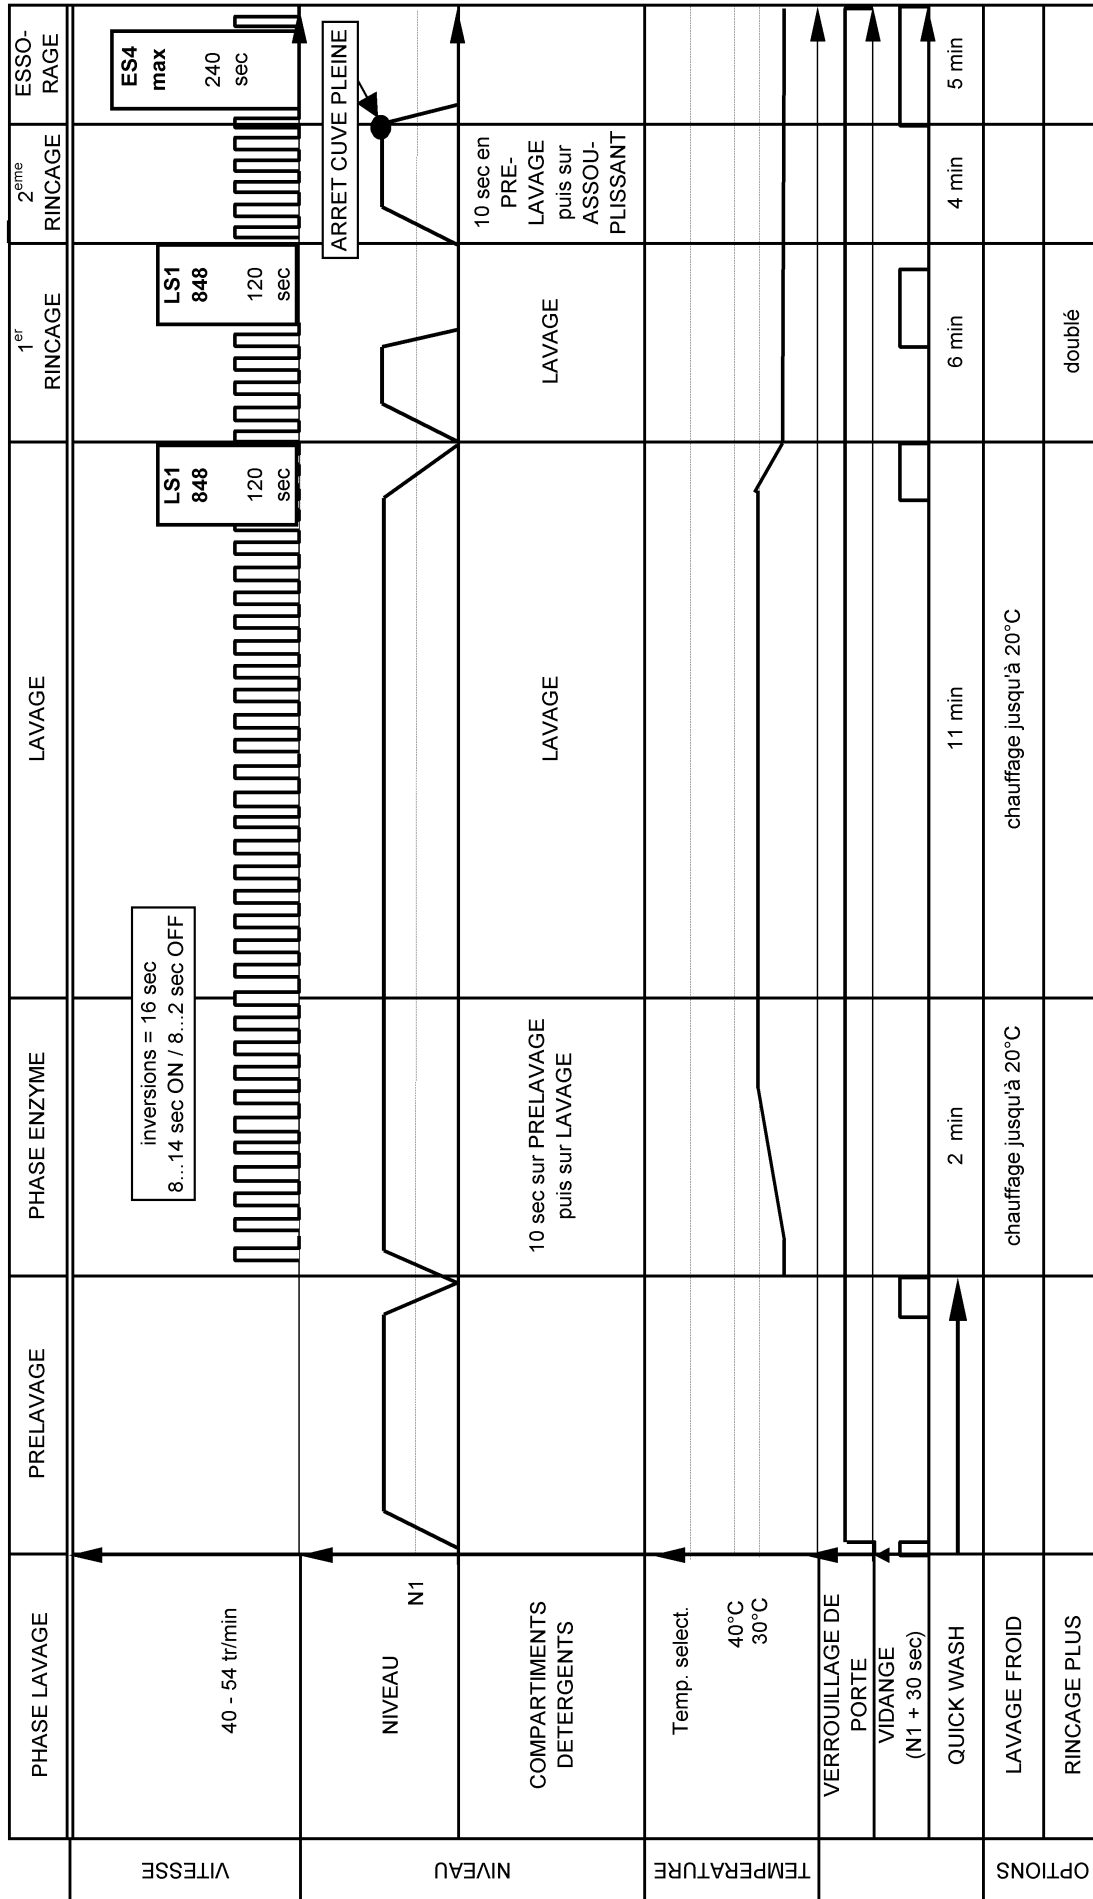 PHASE LAVAGE
PRELAVAGE
PHASE ENZYME
LAVAGE
1er
RINCAGE
2eme
RINCAGE
ESSO-
RAGE
VITESSE
40 - 54 tr/min
inversions = 16 sec
8...14 sec ON / 8...2 sec OFF
LS1
848
120
sec
LS1
848
120
sec
ES4
max
240
sec
NIVEAU
NIVEAU
N1
ARRET CUVE PLEINE
COMPARTIMENTS
DETERGENTS
10 sec sur PRELAVAGE
puis sur LAVAGE
LAVAGE
LAVAGE
10 sec en
PRE-
LAVAGE
puis sur
ASSOU-
PLISSANT
TEMPERATURE
Temp. select.
40°C
30°C
VERROUILLAGE DE
PORTE
VIDANGE
(N1 + 30 sec)
QUICK WASH
2 min
11 min
6 min
4 min
5 min
OPTIONS
LAVAGE FROID
chauffage jusqu'à 20°C
chauffage jusqu'à 20°C
RINCAGE PLUS
doublé